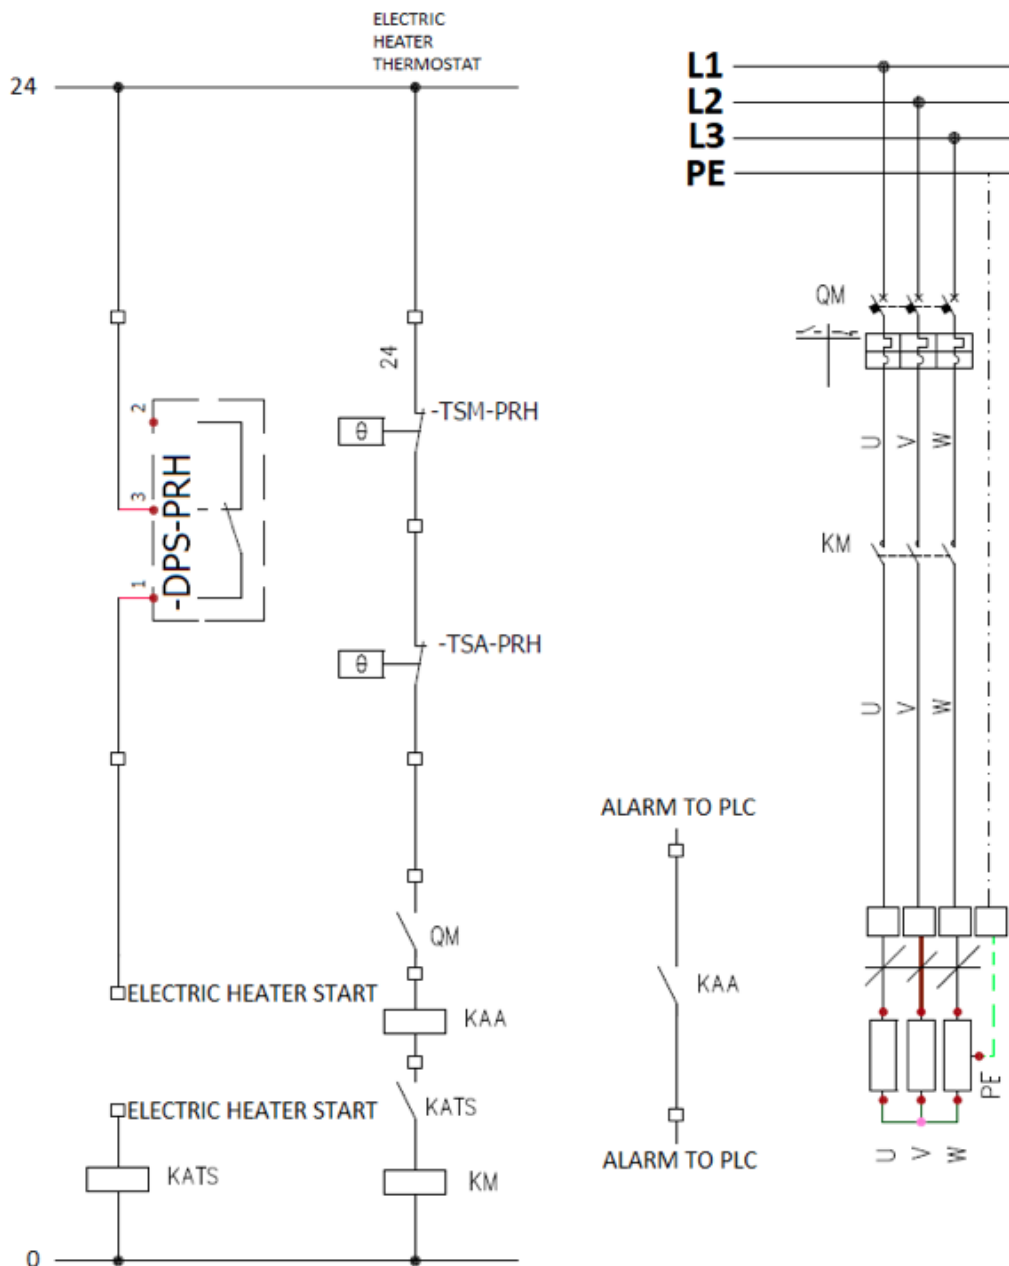 ELECTRIC
HEATER
THERMOSTAT
24
L1
L2
L3
PE
QM
24
2
-TSM-PRH
θ
U
V
W
3
-DPS-PRH
KM
1
-TSA-PRH
θ
U
V
W
ALARM TO PLC
QM
KAA
ELECTRIC HEATER START
KAA
PE
ELECTRIC HEATER START
KATS
KATS
KM
ALARM TO PLC
U
V
W
0